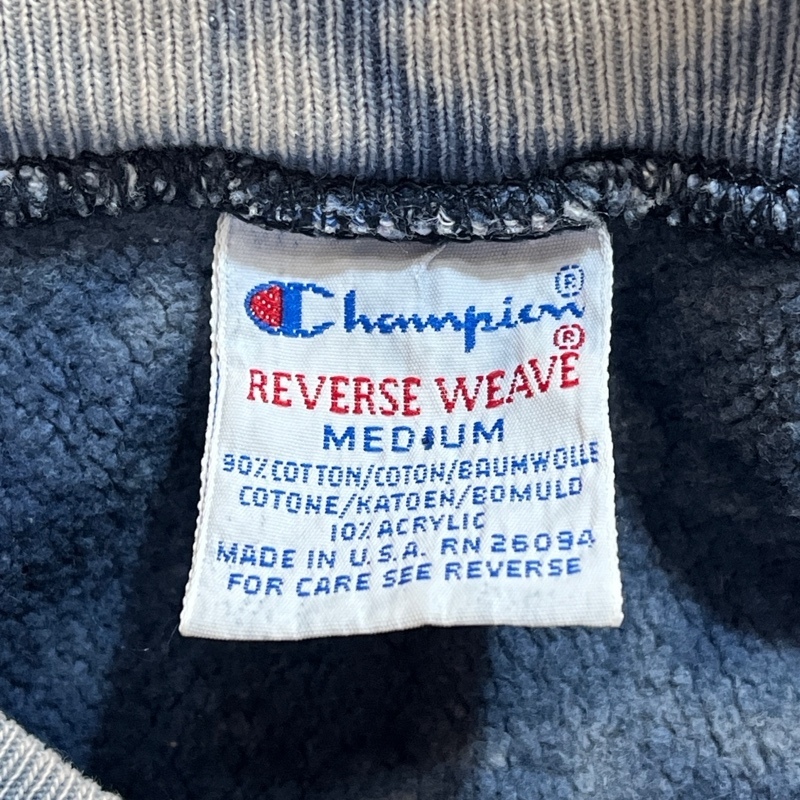 Champion®
®
REVERSE WEAVE
MEDIUM
90% COTTON/COTON/BAUMWOLLE
COTONE/KATOEN/BOMULD
10% ACRYLIC
MADE IN U.S.A. RN 26094
FOR CARE SEE REVERSE